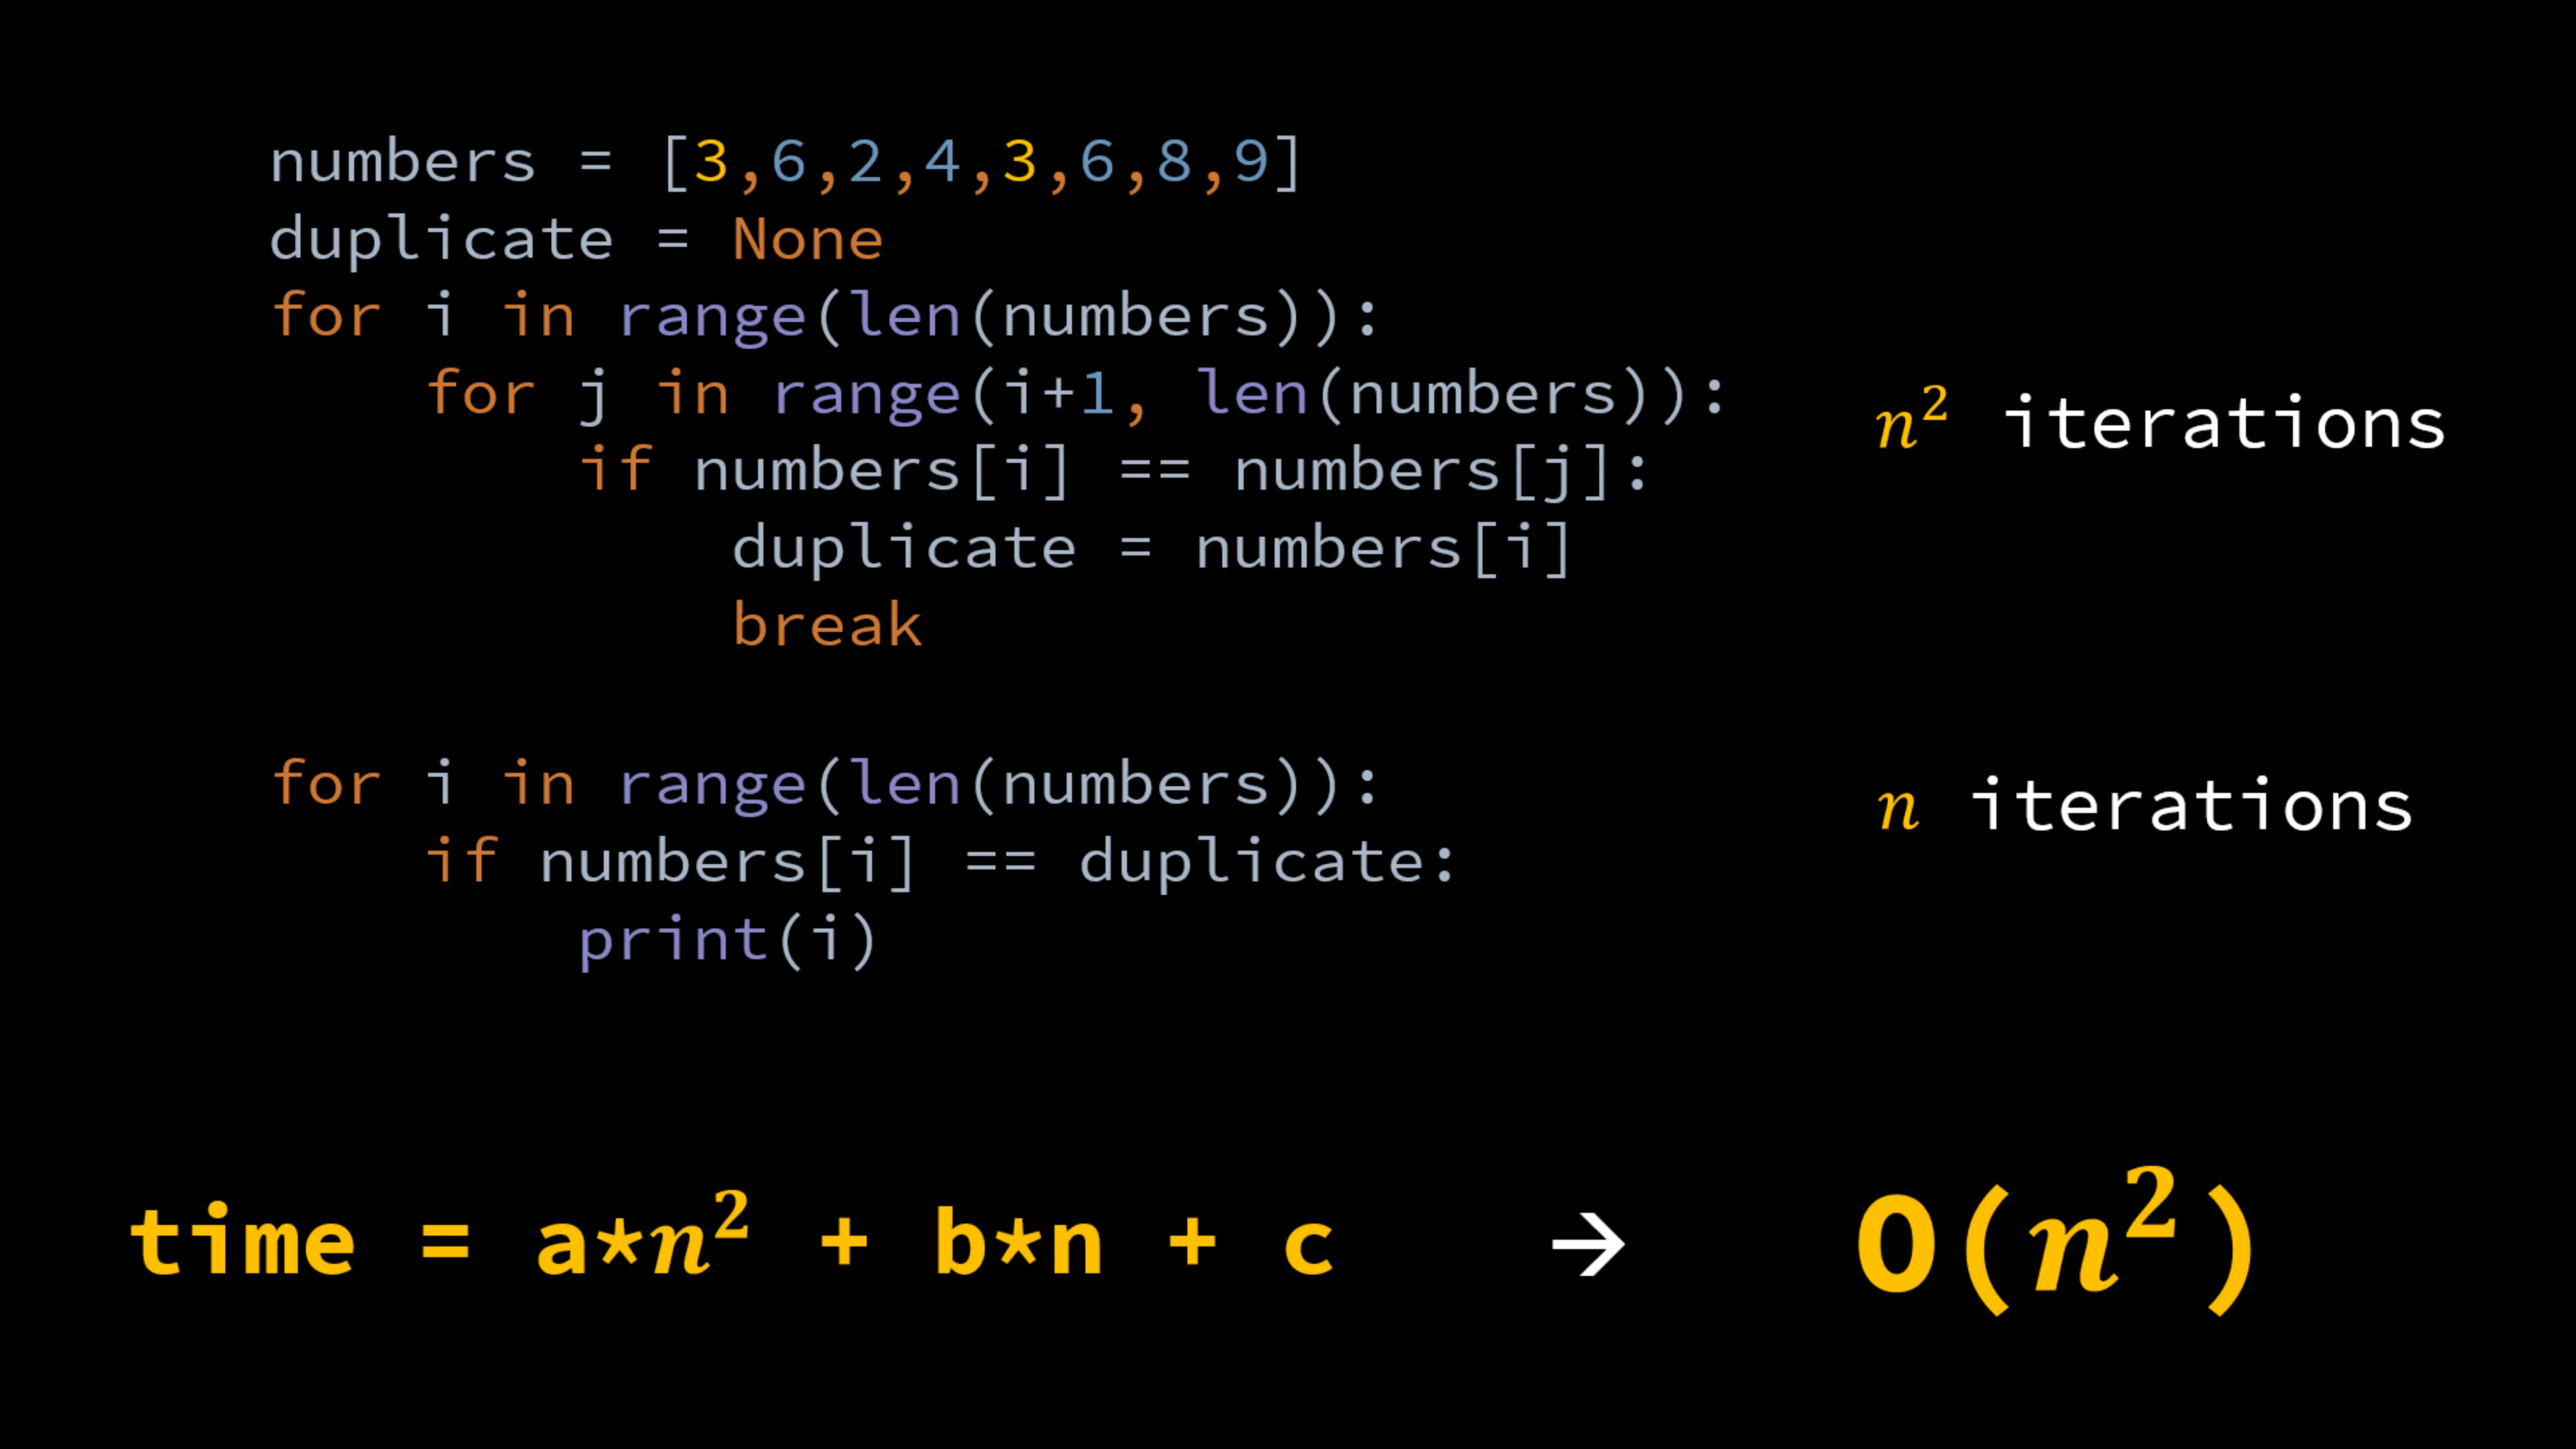 numbers = [3,6,2,4,3,6,8,9]
duplicate = None
for i in range(len(numbers)):
    for j in range(i+1, len(numbers)):
        if numbers[i] == numbers[j]:
            duplicate = numbers[i]
            break
n² iterations
for i in range(len(numbers)):
    if numbers[i] == duplicate:
        print(i)
n iterations
time = a*n² + b*n + c → O(n²)